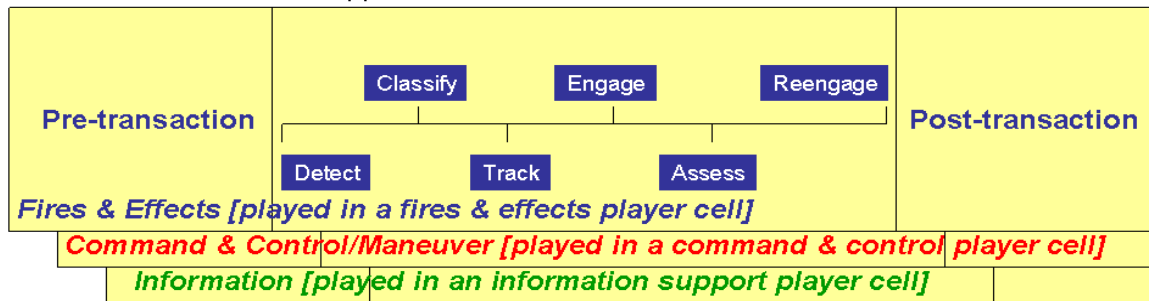 Classify Engage Reengage
Pre-transaction Post-transaction
Detect Track Assess
Fires & Effects [played in a fires & effects player cell]
Command & Control/Maneuver [played in a command & control player cell]
Information [played in an information support player cell]